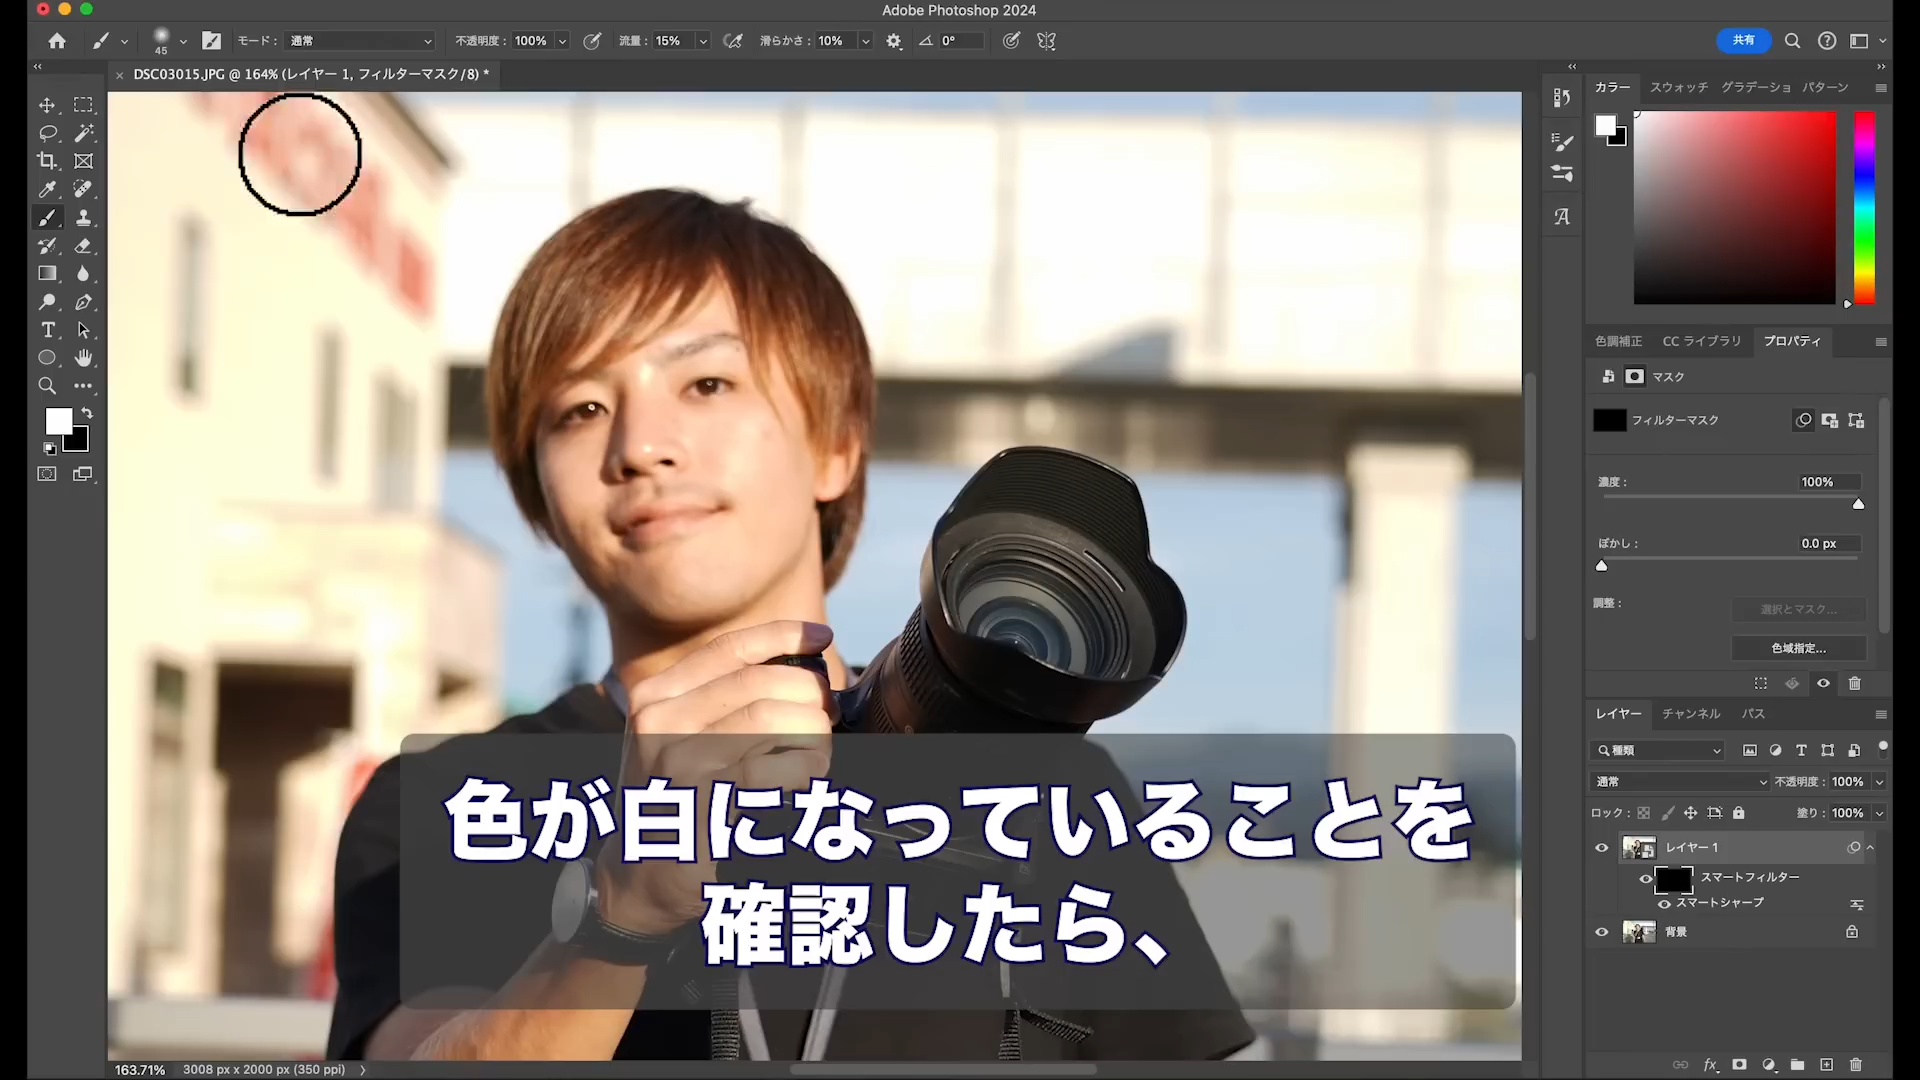 Adobe Photoshop 2024
45
モード： 通常
不透明度： 100%
流量： 15%
滑らかさ： 10%
0°
共有
DSC03015.JPG @ 164% (レイヤー 1, フィルターマスク/8) *
カラー スウォッチ グラデーショ パターン
色調補正 CC ライブラリ プロパティ
マスク
フィルターマスク
濃度： 100%
ぼかし： 0.0 px
調整： 選択とマスク...
色域指定...
レイヤー チャンネル パス
種類
通常 不透明度： 100%
ロック： 塗り： 100%
レイヤー 1
スマートフィルター
スマートシャープ
背景
色が白になっていることを
確認したら、
163.71% 3008 px x 2000 px (350 ppi)
fx